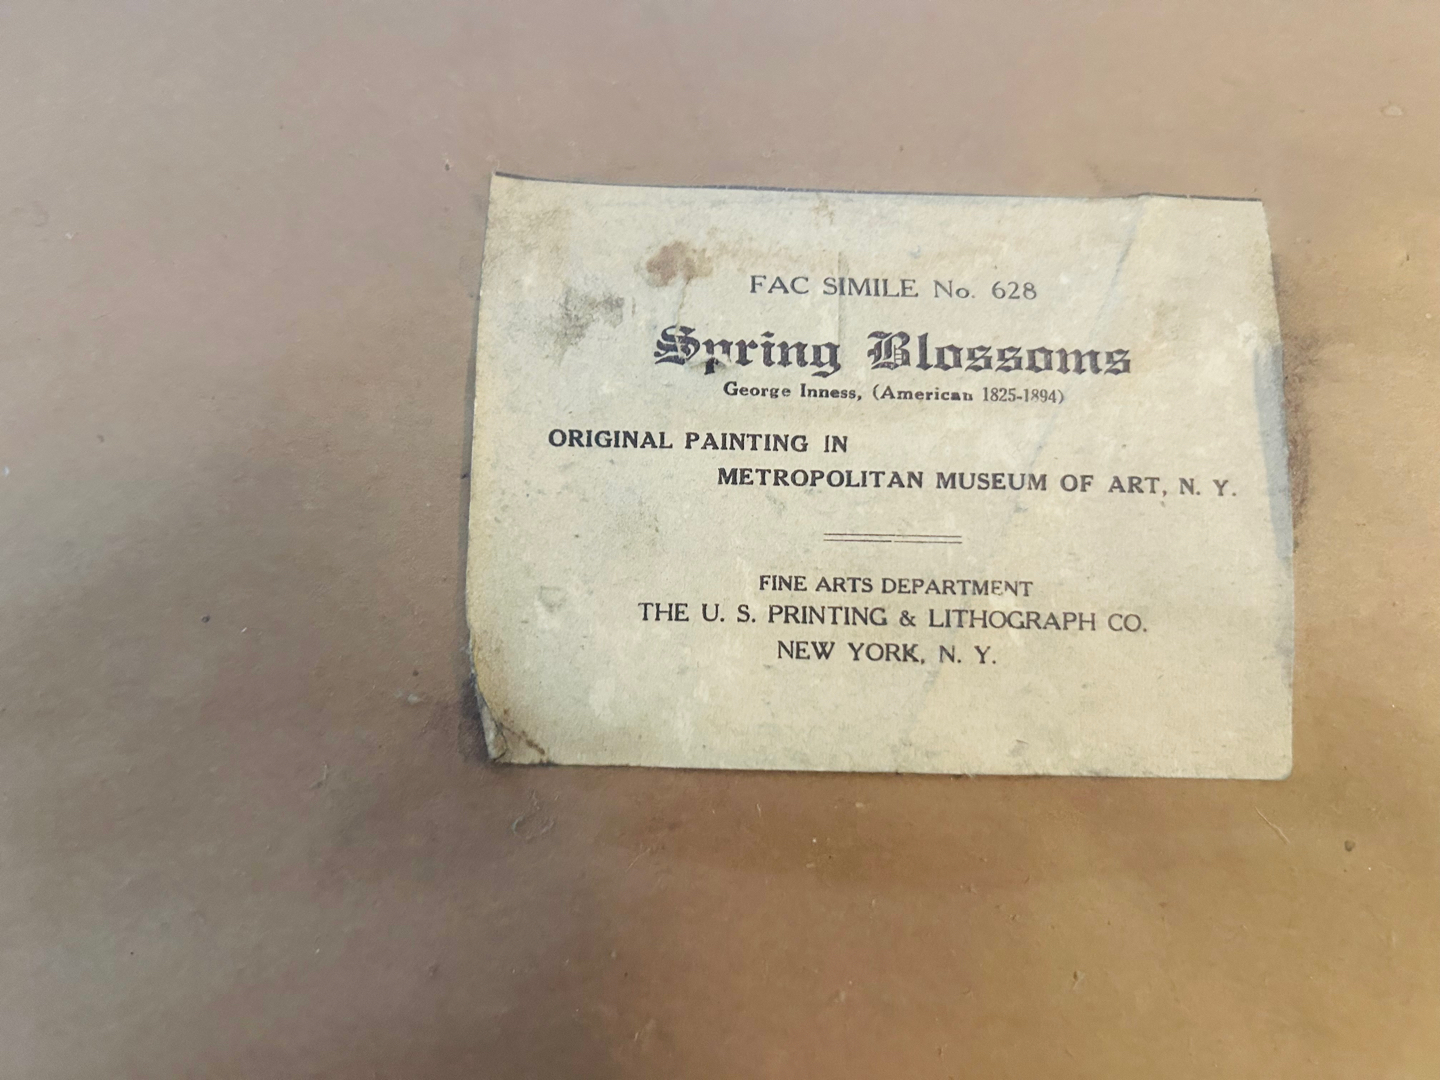 FAC SIMILE No. 628
Spring Blossoms
George Inness, (American 1825-1894)
ORIGINAL PAINTING IN
METROPOLITAN MUSEUM OF ART, N. Y.
FINE ARTS DEPARTMENT
THE U. S. PRINTING & LITHOGRAPH CO.
NEW YORK, N. Y.